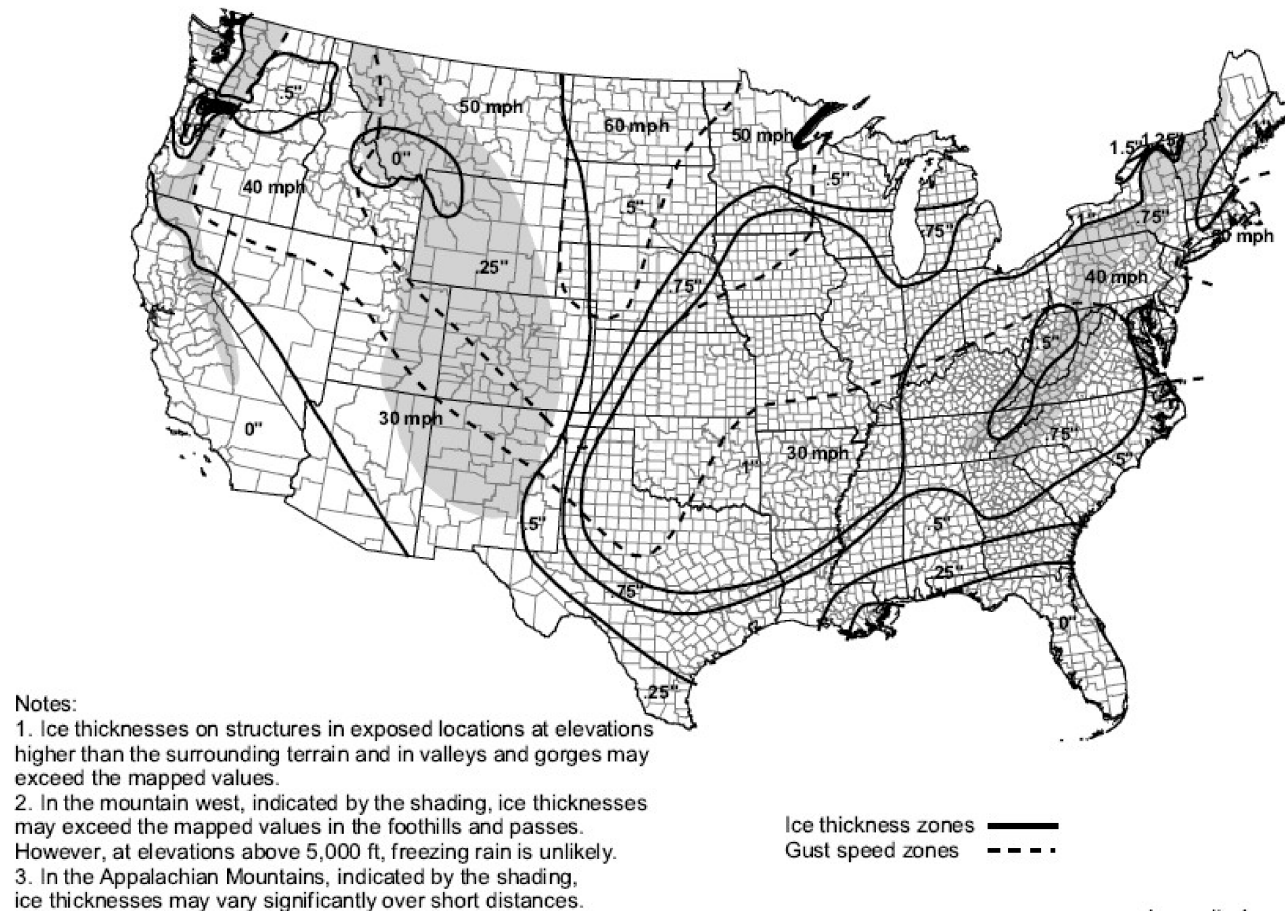 .5"
50 mph
60 mph
50 mph
0"
.5"
1.5"
1.25"
1"
40 mph
.5"
.75"
1"
.75"
50 mph
.25"
.75"
40 mph
.5"
30 mph
0"
.75"
30 mph
1"
.5"
.5"
.5"
.75"
.25"
0"
.25"
Notes:
1. Ice thicknesses on structures in exposed locations at elevations
higher than the surrounding terrain and in valleys and gorges may
exceed the mapped values.
2. In the mountain west, indicated by the shading, ice thicknesses
may exceed the mapped values in the foothills and passes.
However, at elevations above 5,000 ft, freezing rain is unlikely.
3. In the Appalachian Mountains, indicated by the shading,
ice thicknesses may vary significantly over short distances.
Ice thickness zones
Gust speed zones